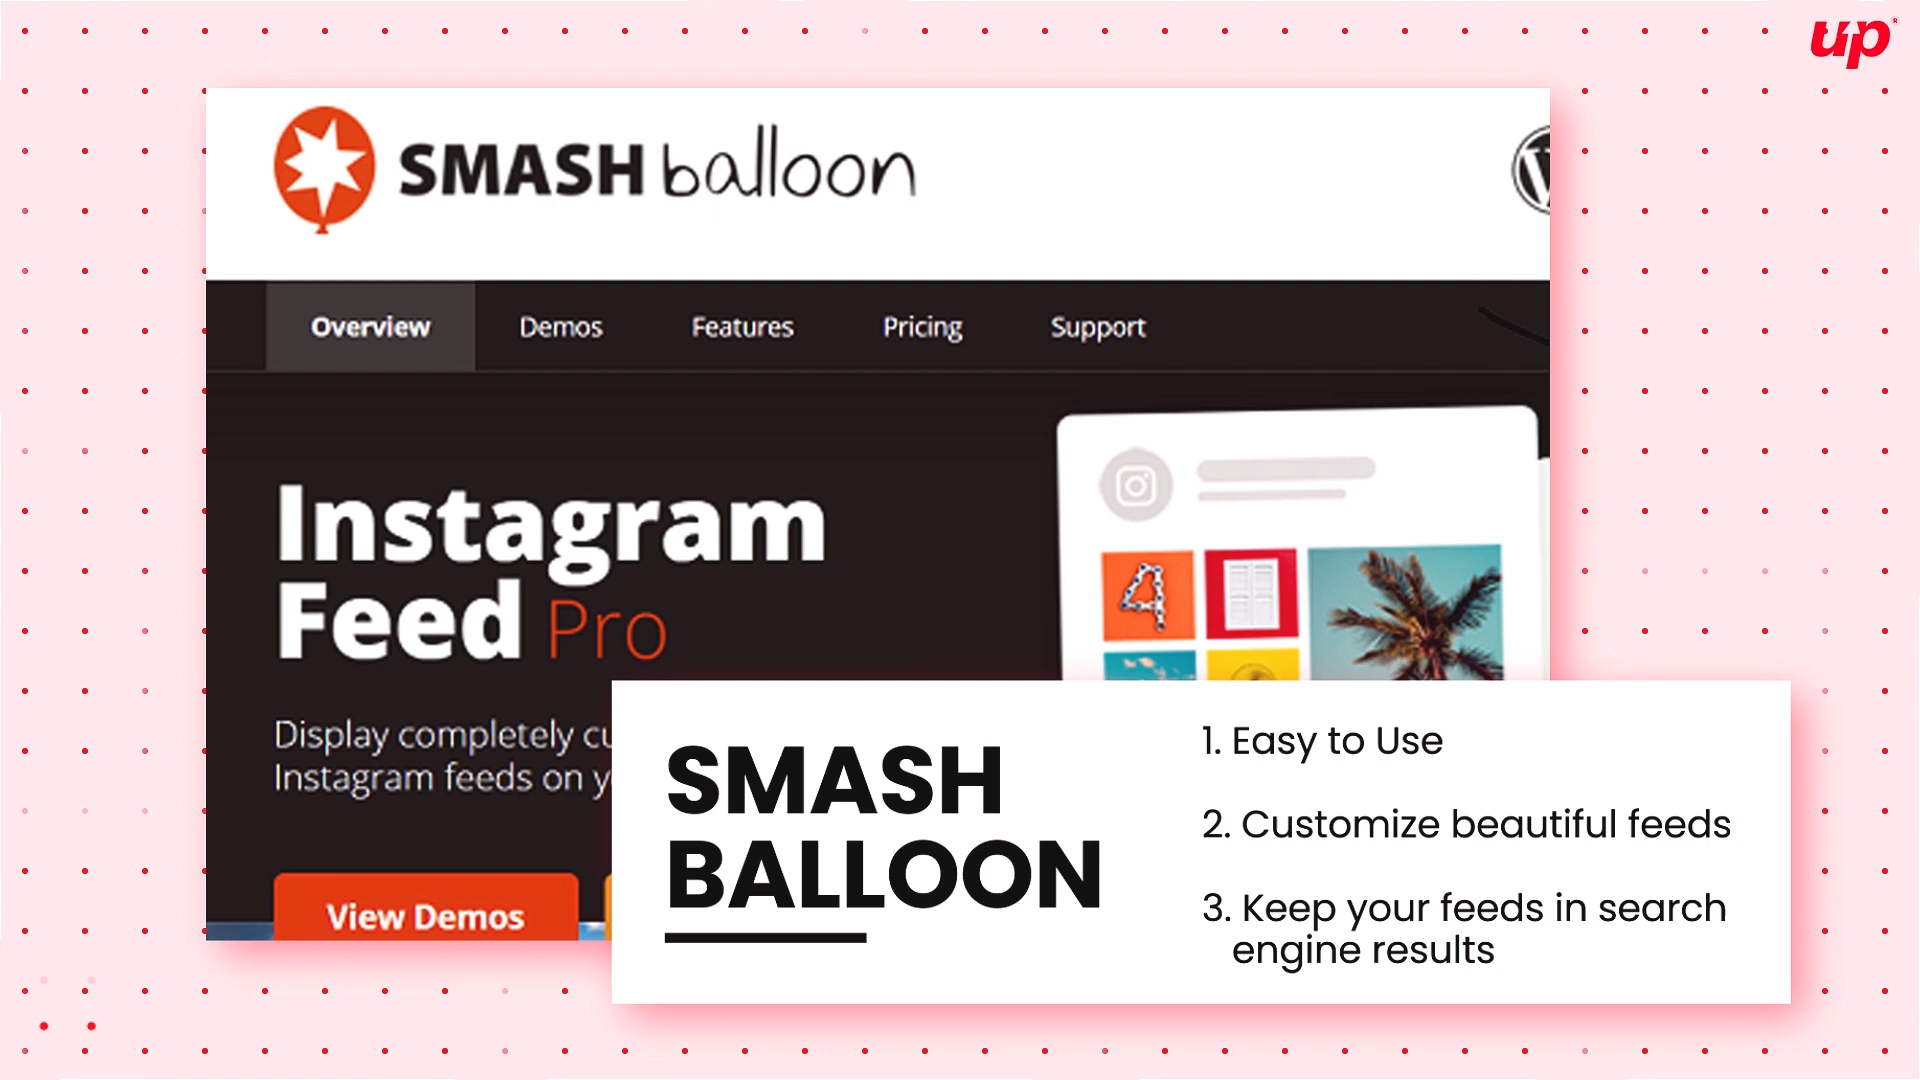 up
SMASH balloon
Overview Demos Features Pricing Support
Instagram
Feed Pro
Display completely
Instagram feeds on
View Demos
4
SMASH
BALLOON
1. Easy to Use
2. Customize beautiful feeds
3. Keep your feeds in search
engine results